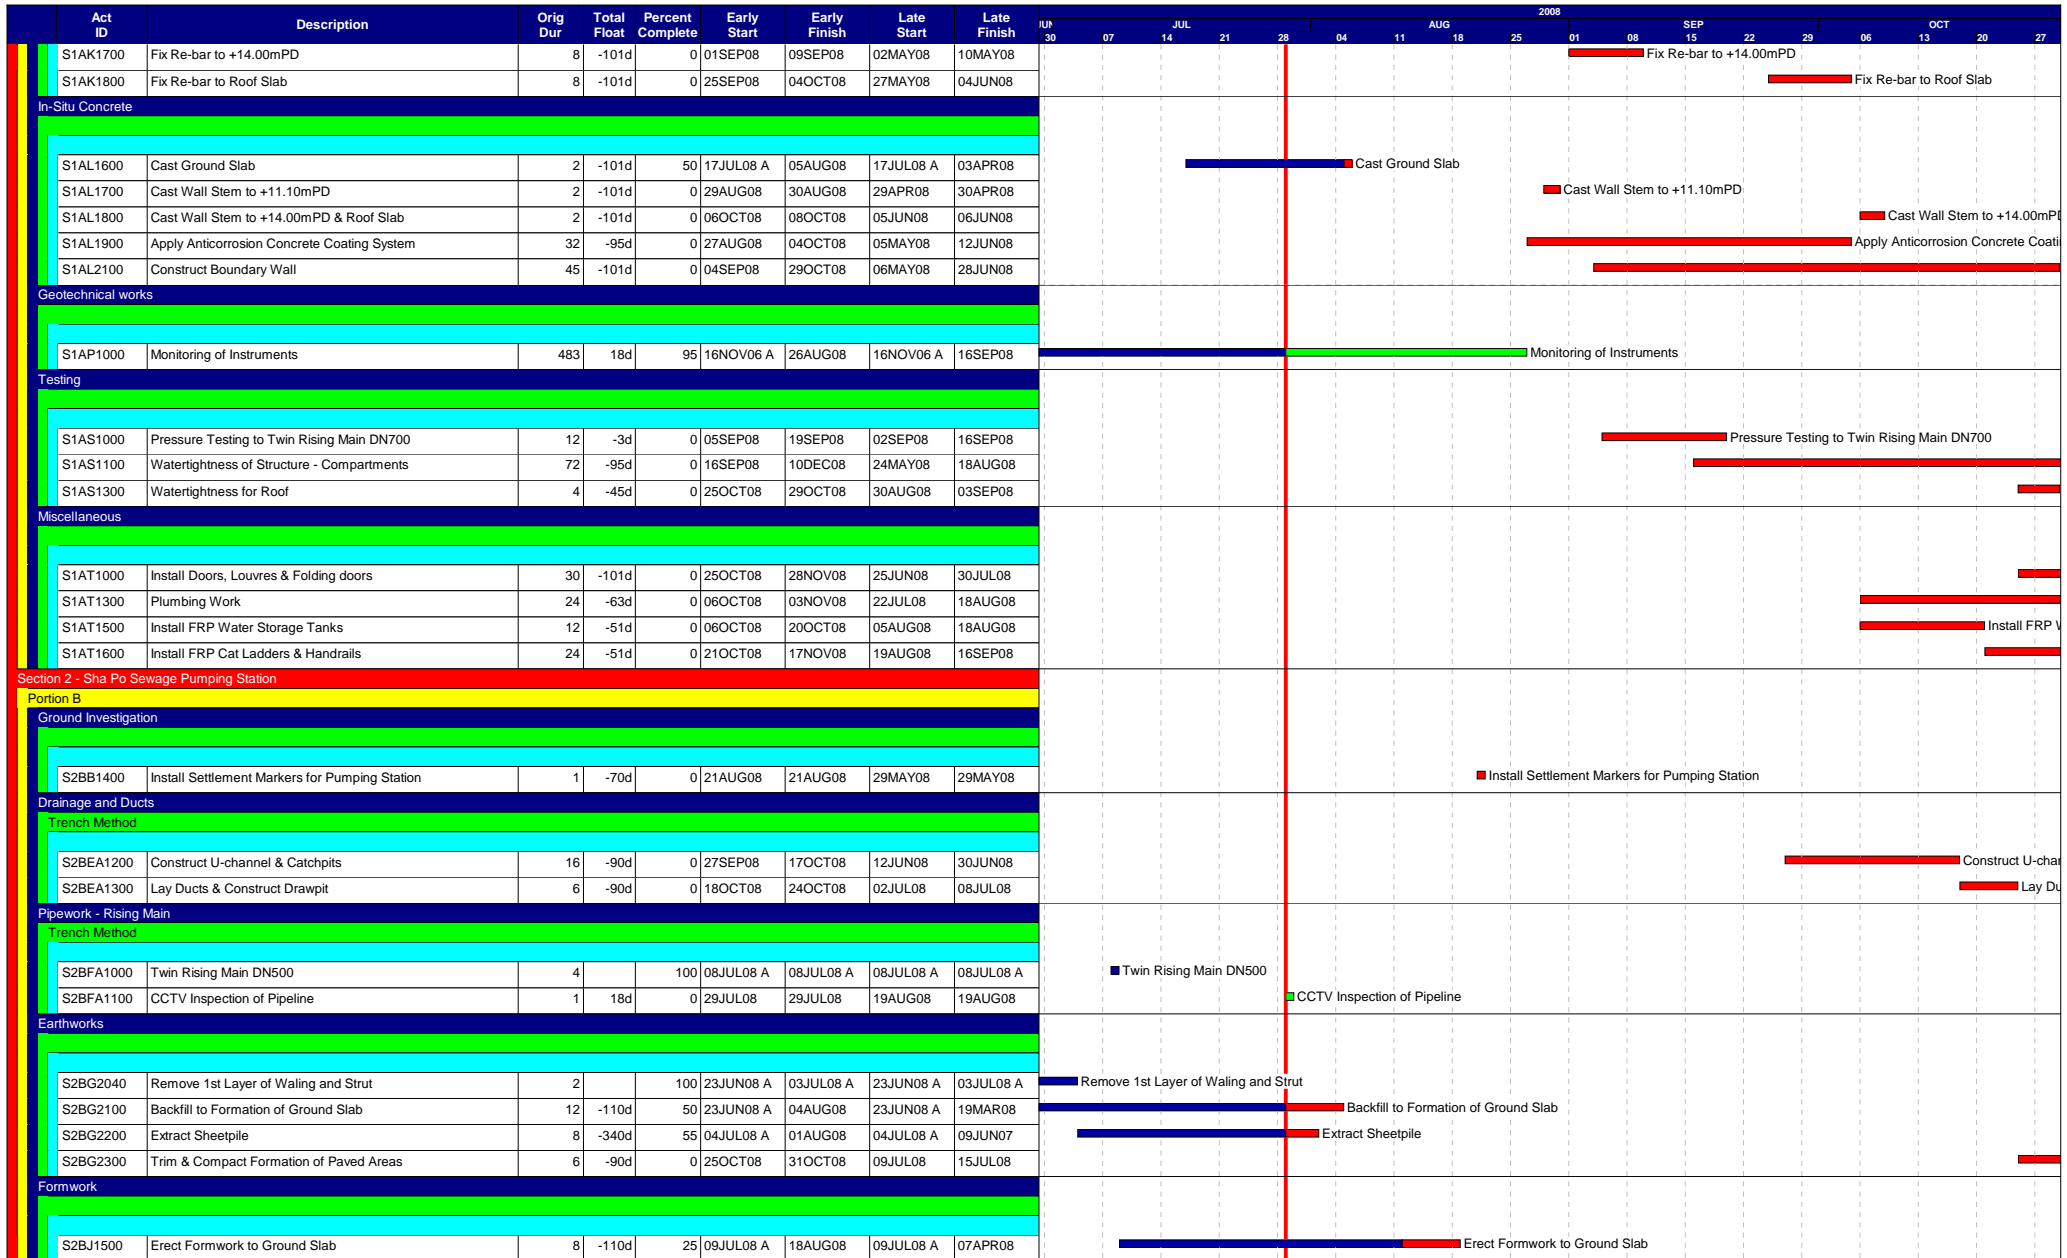 Act ID Description Orig Dur Total Float Percent Complete Early Start Early Finish Late Start Late Finish
2008
JUN JUL AUG SEP OCT
30 07 14 21 28 04 11 18 25 01 08 15 22 29 06 13 20 27
S1AK1700 Fix Re-bar to +14.00mPD 8 -101d 0 01SEP08 09SEP08 02MAY08 10MAY08 Fix Re-bar to +14.00mPD
S1AK1800 Fix Re-bar to Roof Slab 8 -101d 0 25SEP08 04OCT08 27MAY08 04JUN08 Fix Re-bar to Roof Slab
In-Situ Concrete
S1AL1600 Cast Ground Slab 2 -101d 50 17JUL08 A 05AUG08 17JUL08 A 03APR08 Cast Ground Slab
S1AL1700 Cast Wall Stem to +11.10mPD 2 -101d 0 29AUG08 30AUG08 29APR08 30APR08 Cast Wall Stem to +11.10mPD
S1AL1800 Cast Wall Stem to +14.00mPD & Roof Slab 2 -101d 0 06OCT08 08OCT08 05JUN08 06JUN08 Cast Wall Stem to +14.00mPD
S1AL1900 Apply Anticorrosion Concrete Coating System 32 -95d 0 27AUG08 04OCT08 05MAY08 12JUN08 Apply Anticorrosion Concrete Coati
S1AL2100 Construct Boundary Wall 45 -101d 0 04SEP08 29OCT08 06MAY08 28JUN08
Geotechnical works
S1AP1000 Monitoring of Instruments 483 18d 95 16NOV06 A 26AUG08 16NOV06 A 16SEP08 Monitoring of Instruments
Testing
S1AS1000 Pressure Testing to Twin Rising Main DN700 12 -3d 0 05SEP08 19SEP08 02SEP08 16SEP08 Pressure Testing to Twin Rising Main DN700
S1AS1100 Watertightness of Structure - Compartments 72 -95d 0 16SEP08 10DEC08 24MAY08 18AUG08
S1AS1300 Watertightness for Roof 4 -45d 0 25OCT08 29OCT08 30AUG08 03SEP08
Miscellaneous
S1AT1000 Install Doors, Louvres & Folding doors 30 -101d 0 25OCT08 28NOV08 25JUN08 30JUL08
S1AT1300 Plumbing Work 24 -63d 0 06OCT08 03NOV08 22JUL08 18AUG08
S1AT1500 Install FRP Water Storage Tanks 12 -51d 0 06OCT08 20OCT08 05AUG08 18AUG08 Install FRP
S1AT1600 Install FRP Cat Ladders & Handrails 24 -51d 0 21OCT08 17NOV08 19AUG08 16SEP08
Section 2 - Sha Po Sewage Pumping Station
Portion B
Ground Investigation
S2BB1400 Install Settlement Markers for Pumping Station 1 -70d 0 21AUG08 21AUG08 29MAY08 29MAY08 Install Settlement Markers for Pumping Station
Drainage and Ducts
Trench Method
S2BEA1200 Construct U-channel & Catchpits 16 -90d 0 27SEP08 17OCT08 12JUN08 30JUN08 Construct U-char
S2BEA1300 Lay Ducts & Construct Drawpit 6 -90d 0 18OCT08 24OCT08 02JUL08 08JUL08 Lay Du
Pipework - Rising Main
Trench Method
S2BFA1000 Twin Rising Main DN500 4 100 08JUL08 A 08JUL08 A 08JUL08 A 08JUL08 A Twin Rising Main DN500
S2BFA1100 CCTV Inspection of Pipeline 1 18d 0 29JUL08 29JUL08 19AUG08 19AUG08 CCTV Inspection of Pipeline
Earthworks
S2BG2040 Remove 1st Layer of Waling and Strut 2 100 23JUN08 A 03JUL08 A 23JUN08 A 03JUL08 A Remove 1st Layer of Waling and Strut
S2BG2100 Backfill to Formation of Ground Slab 12 -110d 50 23JUN08 A 04AUG08 23JUN08 A 19MAR08 Backfill to Formation of Ground Slab
S2BG2200 Extract Sheetpile 8 -340d 55 04JUL08 A 01AUG08 04JUL08 A 09JUN07 Extract Sheetpile
S2BG2300 Trim & Compact Formation of Paved Areas 6 -90d 0 25OCT08 31OCT08 09JUL08 15JUL08
Formwork
S2BJ1500 Erect Formwork to Ground Slab 8 -110d 25 09JUL08 A 18AUG08 09JUL08 A 07APR08 Erect Formwork to Ground Slab